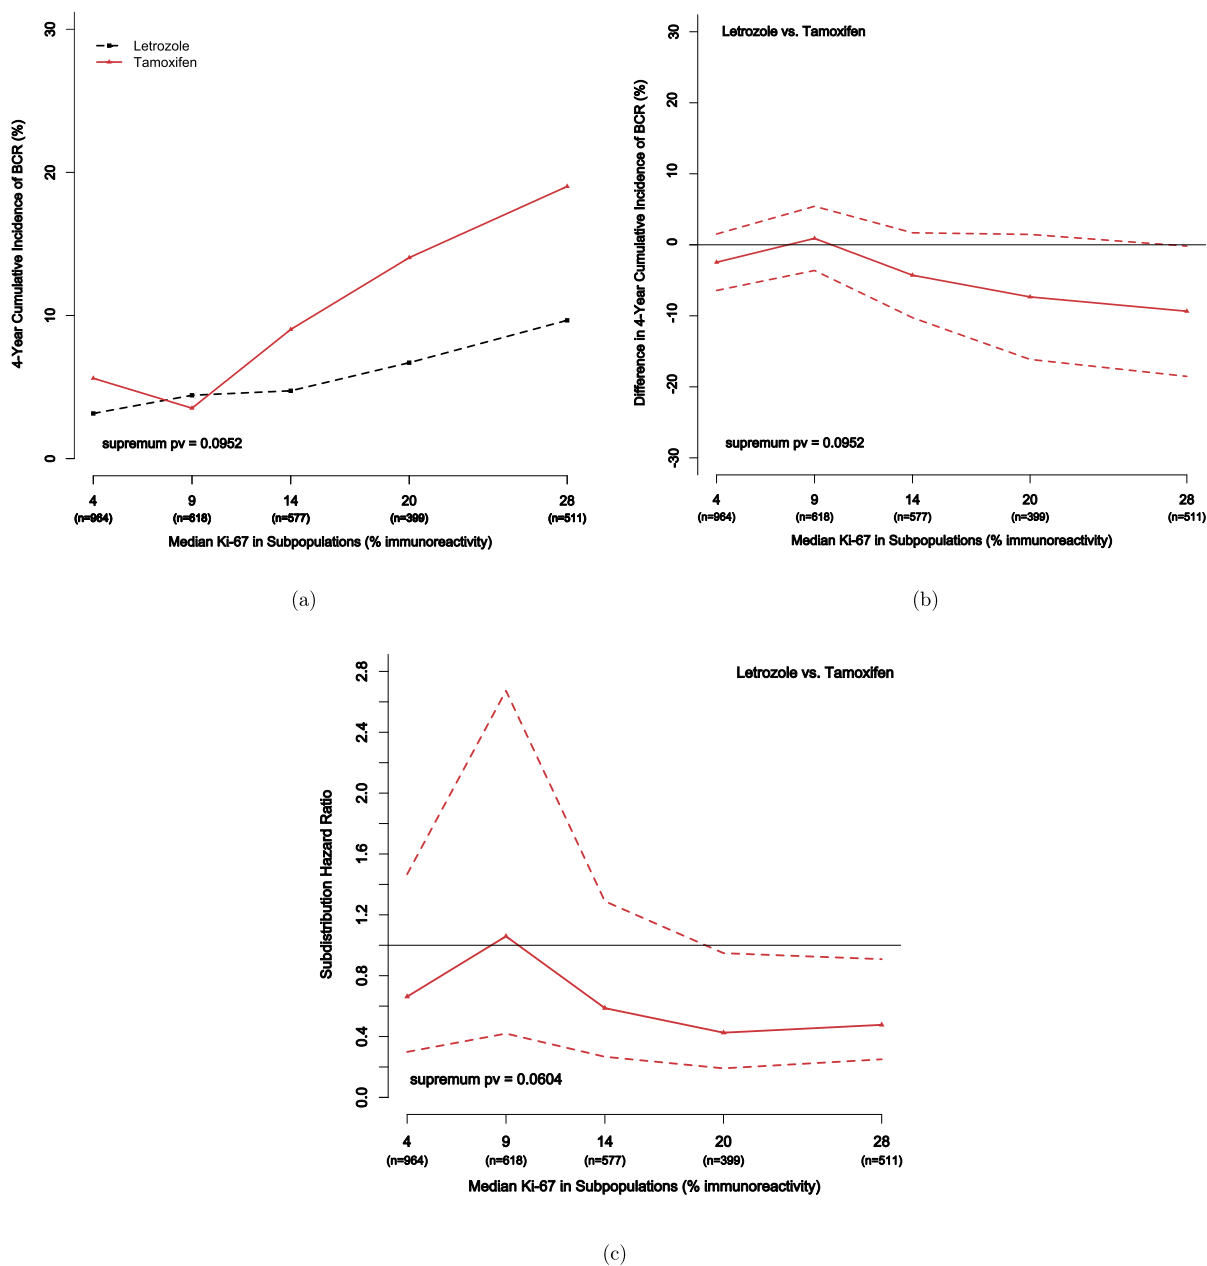 Letrozole
Tamoxifen
4-Year Cumulative Incidence of BCR (%)
30
20
10
0
supremum pv = 0.0952
4 9 14 20 28
(n=964) (n=618) (n=577) (n=399) (n=511)
Median Ki-67 in Subpopulations (% immunoreactivity)
(a)
Letrozole vs. Tamoxifen
Difference in 4-Year Cumulative Incidence of BCR (%)
30
20
10
0
-10
-20
-30
supremum pv = 0.0952
4 9 14 20 28
(n=964) (n=618) (n=577) (n=399) (n=511)
Median Ki-67 in Subpopulations (% immunoreactivity)
(b)
Letrozole vs. Tamoxifen
Subdistribution Hazard Ratio
2.8
2.4
2.0
1.6
1.2
0.8
0.4
0.0
supremum pv = 0.0604
4 9 14 20 28
(n=964) (n=618) (n=577) (n=399) (n=511)
Median Ki-67 in Subpopulations (% immunoreactivity)
(c)